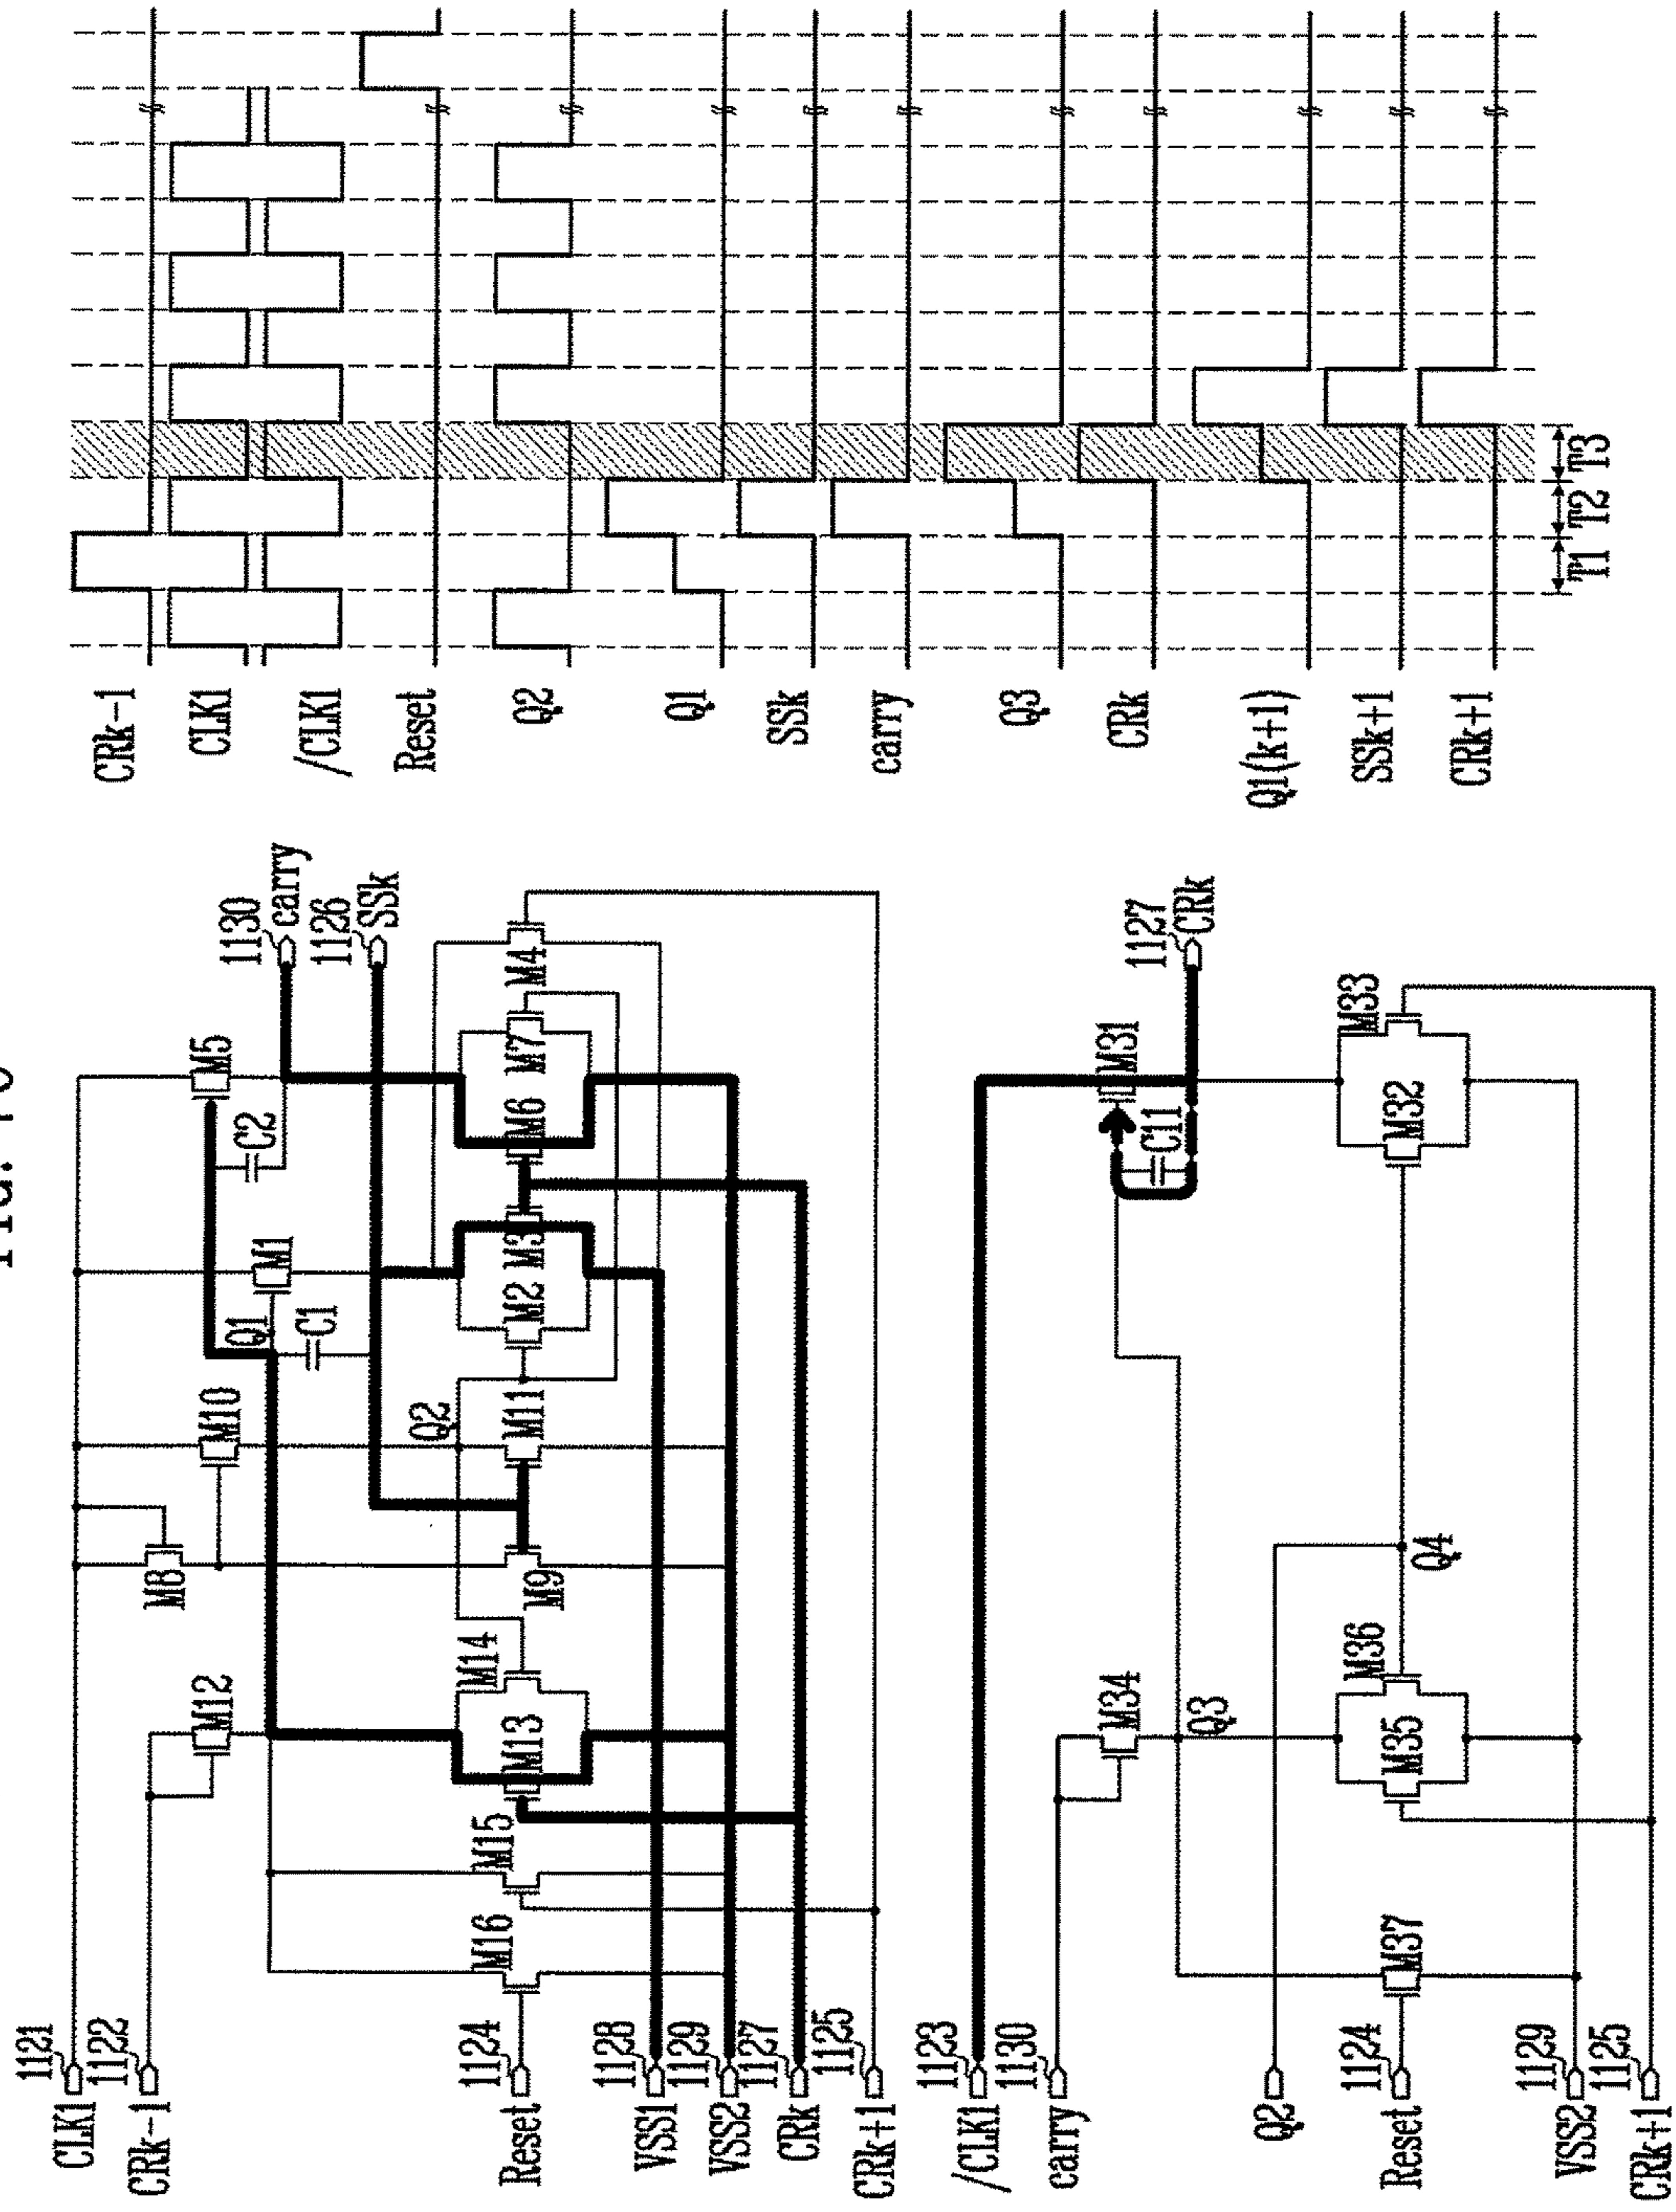 CLK1
1121
CRk-1
1122
M12
M8
M10
Q1
M1
C1
M5
C2
1130
carry
1126
SSk
Q2
M16
M15
M13
M14
M9
M11
M2
M3
M6
M7
M4
Reset
1124
VSS1
1128
VSS2
1129
CRk
1127
CRk+1
1125
/CLK1
1123
carry
1130
M34
Q3
M31
C11
1127
CRk
Q2
Reset
1124
M37
M35
M36
Q4
M32
M33
VSS2
1129
CRk+1
1125
CRk-1
CLK1
/CLK1
Reset
Q2
Q1
SSk
carry
Q3
CRk
Q1(k+1)
SSk+1
CRk+1
T1
T2
T3